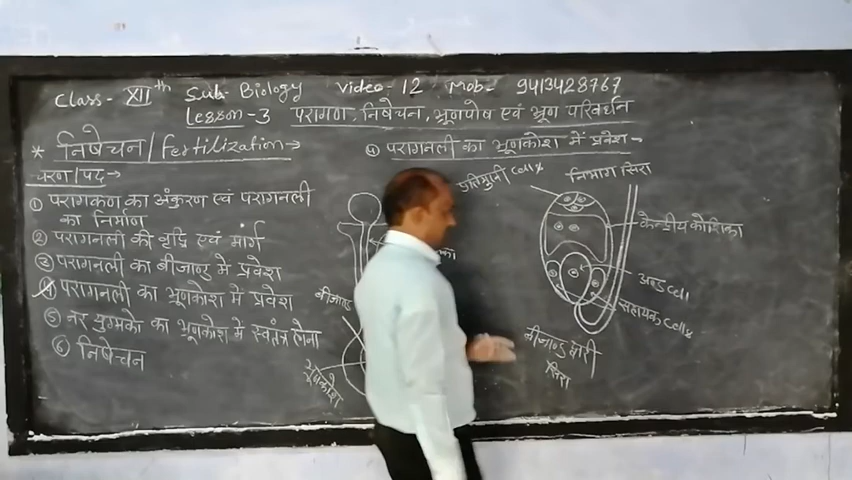 Class - XIIth Sub- Biology Video - 12 Mob - 9413428767
Lesson - 3 परागण, निषेचन, भ्रूणपोष एवं भ्रूण परिवर्धन
* निषेचन / Fertilization →
चरण / पद →
① परागकण का अंकुरण एवं परागनली
का निर्माण
② परागनली की वृद्धि एवं मार्ग
③ परागनली का बीजाण्ड में प्रवेश
④ परागनली का भ्रूणकोश में प्रवेश
⑤ नर युग्मको का भ्रूणकोश में स्वतंत्र होना
⑥ निषेचन
④ परागनली का भ्रूणकोश में प्रवेश →
प्रतिमुखी Cells
निभाग सिरा
केन्द्रीय कोशिका
अण्ड Cell
सहायक Cells
बीजाण्ड द्वारी
सिरा
भ्रूणकोश